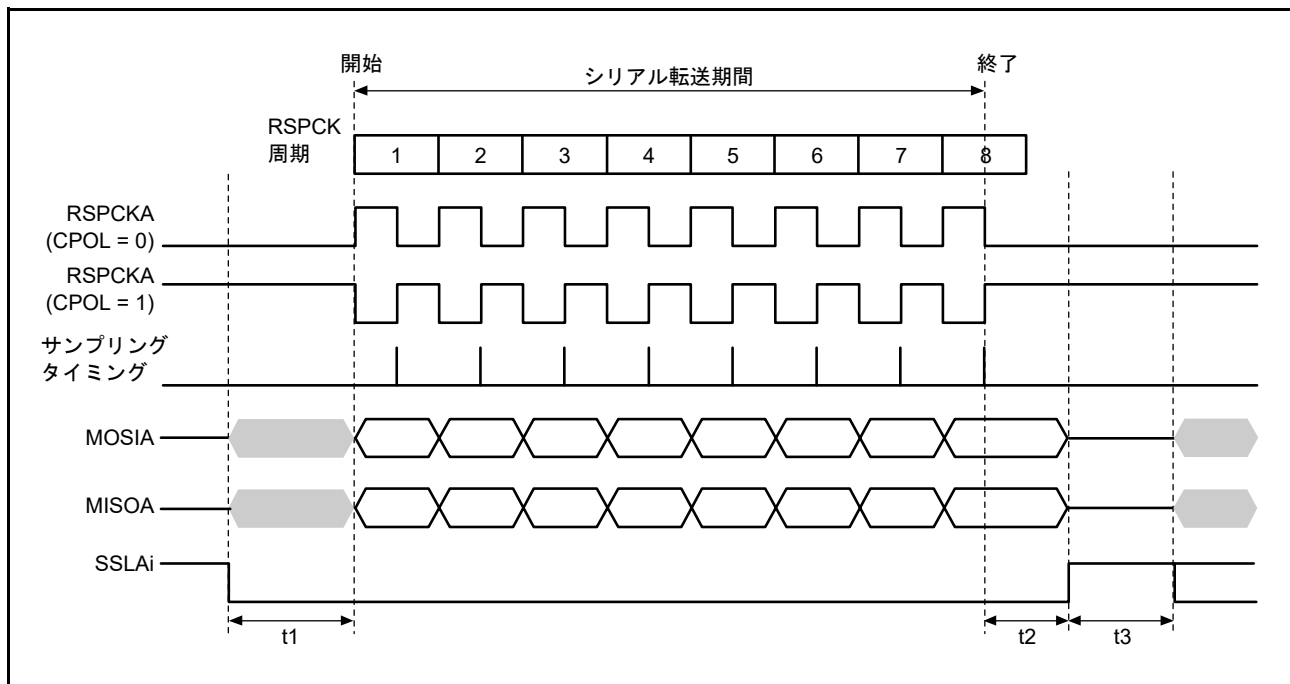 開始
シリアル転送期間
終了
RSPCK
周期
1 2 3 4 5 6 7 8
RSPCKA
(CPOL = 0)
RSPCKA
(CPOL = 1)
サンプリング
タイミング
MOSIA
MISOA
SSLAi
t1
t2
t3